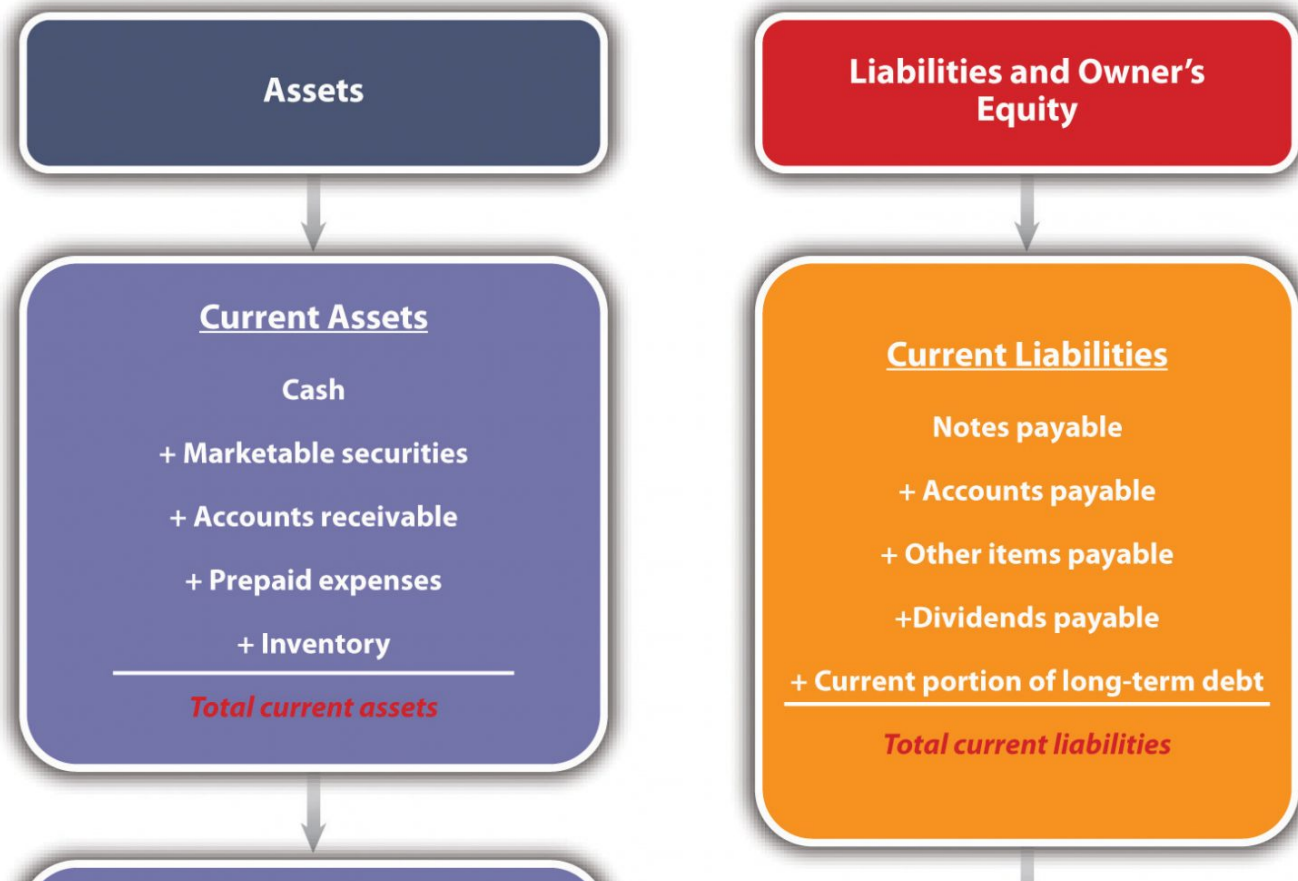 Assets
Current Assets
Cash
+ Marketable securities
+ Accounts receivable
+ Prepaid expenses
+ Inventory
Total current assets
Liabilities and Owner’s
Equity
Current Liabilities
Notes payable
+ Accounts payable
+ Other items payable
+Dividends payable
+ Current portion of long-term debt
Total current liabilities